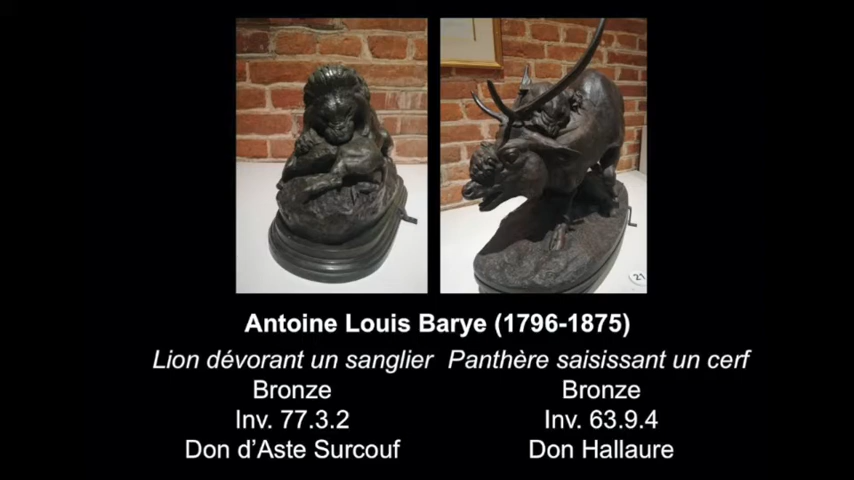 21
Antoine Louis Barye (1796-1875)
Lion dévorant un sanglier Panthère saisissant un cerf
Bronze Bronze
Inv. 77.3.2 Inv. 63.9.4
Don d’Aste Surcouf Don Hallaure